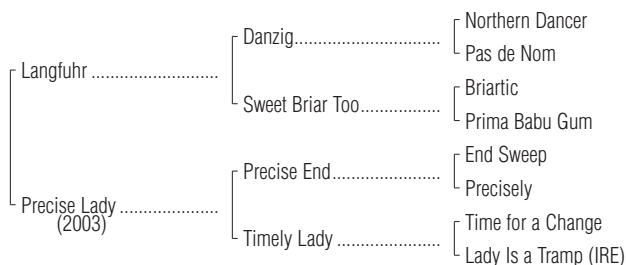 Northern Dancer
Danzig
Pas de Nom
Langfuhr
Briartic
Sweet Briar Too
Prima Babu Gum
End Sweep
Precise End
Precisely
Precise Lady
(2003)
Time for a Change
Timely Lady
Lady Is a Tramp (IRE)